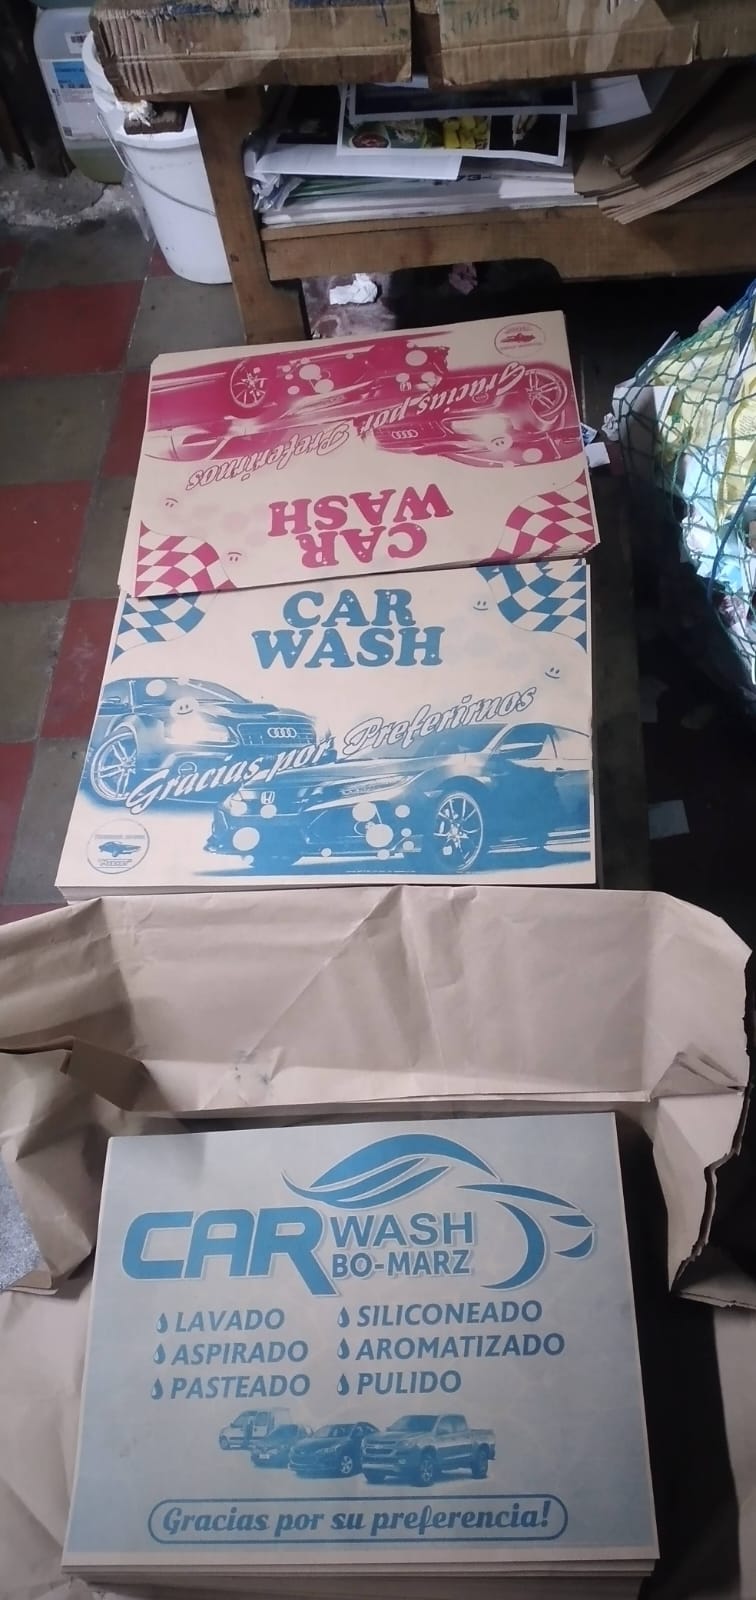 Gracias por Preferirnos
CAR
WASH
CAR
WASH
Gracias por Preferirnos
CAR WASH
BO-MARZ
LAVADO
SILICONEADO
ASPIRADO
AROMATIZADO
PASTEADO
PULIDO
Gracias por su preferencia!